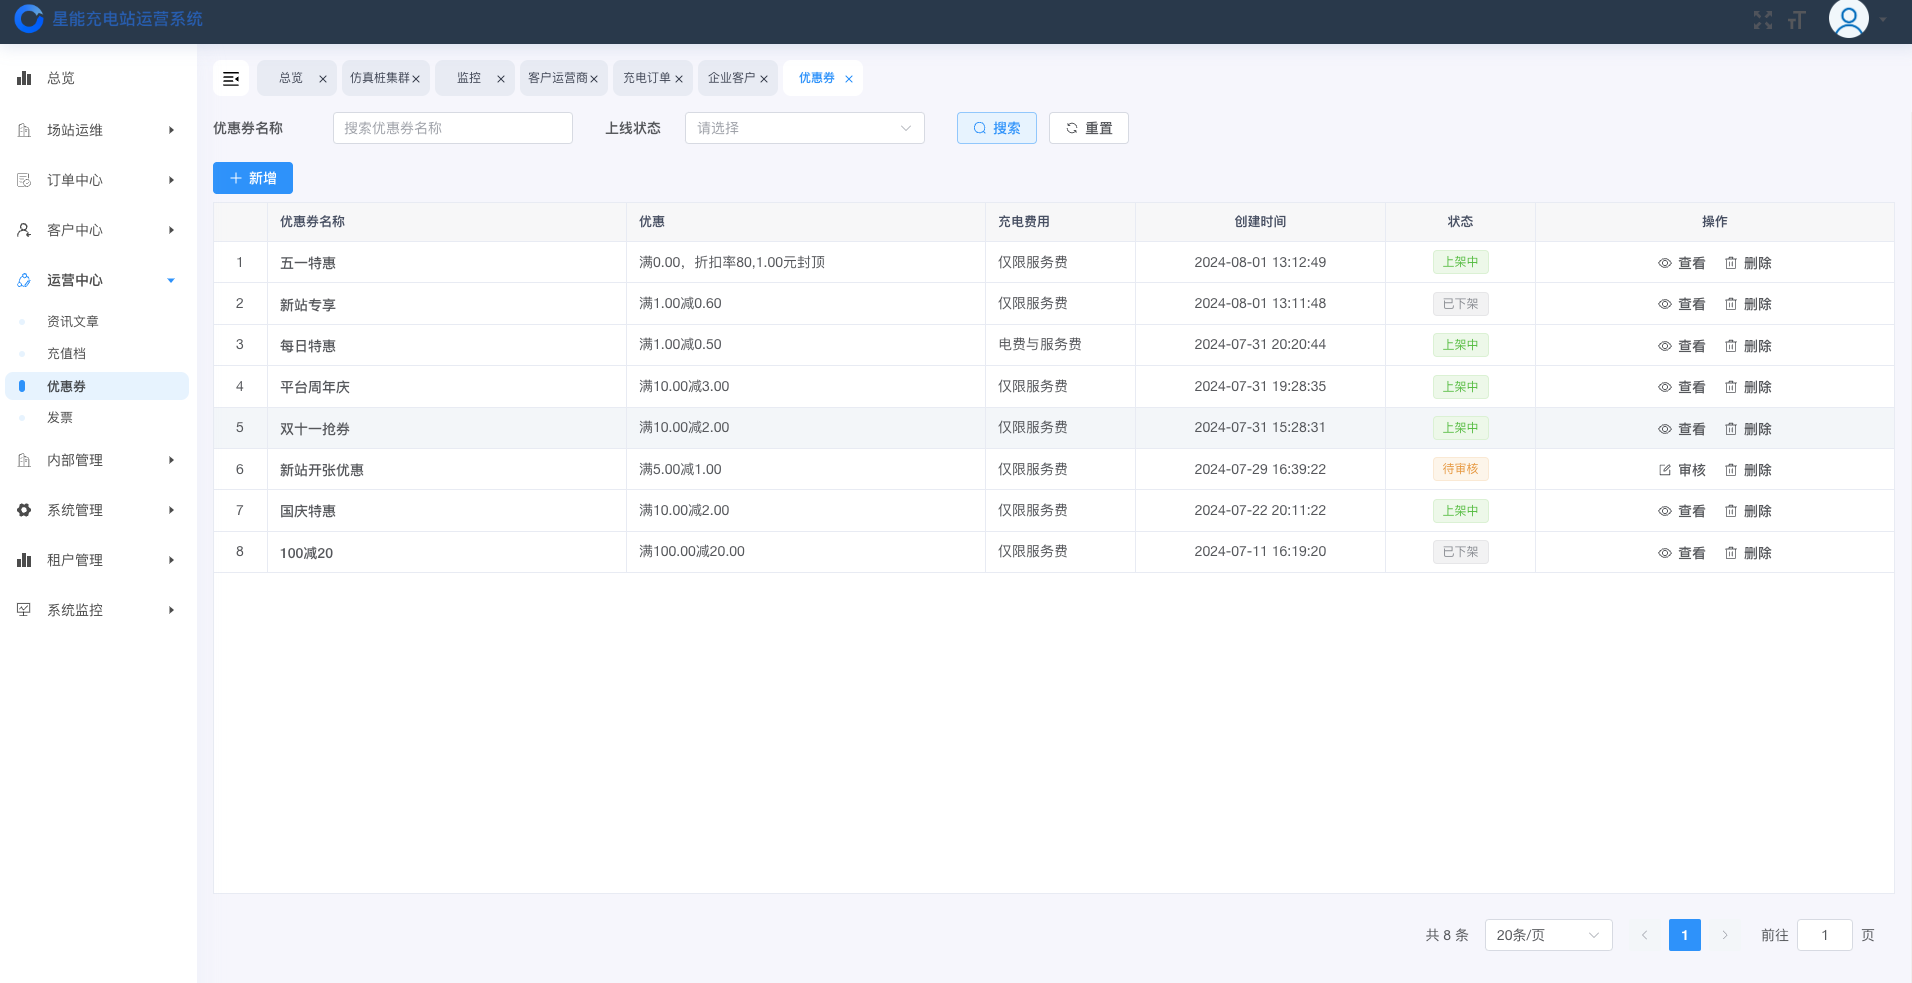 星能充电站运营系统
总览
场站运维
订单中心
客户中心
运营中心
资讯文章
充值档
优惠券
发票
内部管理
系统管理
租户管理
系统监控
总览 仿真桩集群 监控 客户运营商 充电订单 企业客户 优惠券
优惠券名称 搜索优惠券名称 上线状态 请选择 搜索 重置
新增
优惠券名称 优惠 充电费用 创建时间 状态 操作
1 五一特惠 满0.00，折扣率80,1.00元封顶 仅限服务费 2024-08-01 13:12:49 上架中 查看 删除
2 新站专享 满1.00减0.60 仅限服务费 2024-08-01 13:11:48 已下架 查看 删除
3 每日特惠 满1.00减0.50 电费与服务费 2024-07-31 20:20:44 上架中 查看 删除
4 平台周年庆 满10.00减3.00 仅限服务费 2024-07-31 19:28:35 上架中 查看 删除
5 双十一抢券 满10.00减2.00 仅限服务费 2024-07-31 15:28:31 上架中 查看 删除
6 新站开张优惠 满5.00减1.00 仅限服务费 2024-07-29 16:39:22 待审核 审核 删除
7 国庆特惠 满10.00减2.00 仅限服务费 2024-07-22 20:11:22 上架中 查看 删除
8 100减20 满100.00减20.00 仅限服务费 2024-07-11 16:19:20 已下架 查看 删除
共 8 条 20条/页 1 前往 1 页